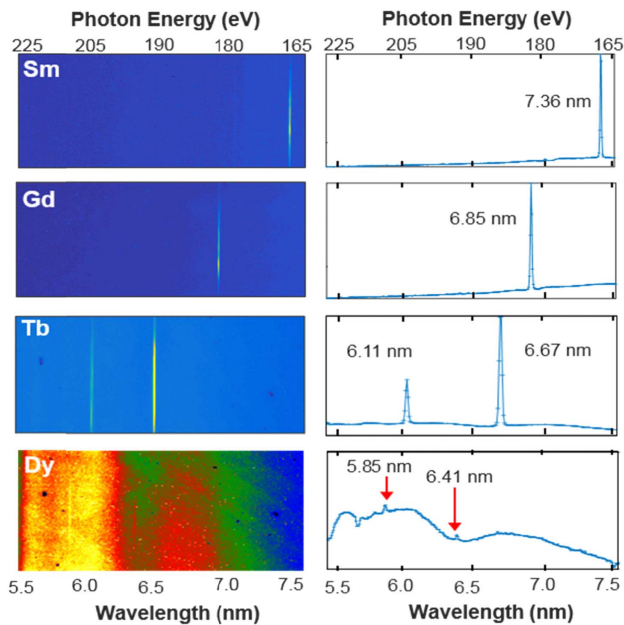 Photon Energy (eV) Photon Energy (eV)
225 205 190 180 165 225 205 190 180 165
Sm
7.36 nm
Gd
6.85 nm
Tb
6.11 nm 6.67 nm
Dy
5.85 nm
6.41 nm
5.5 6.0 6.5 7.0 7.5 5.5 6.0 6.5 7.0 7.5
Wavelength (nm) Wavelength (nm)